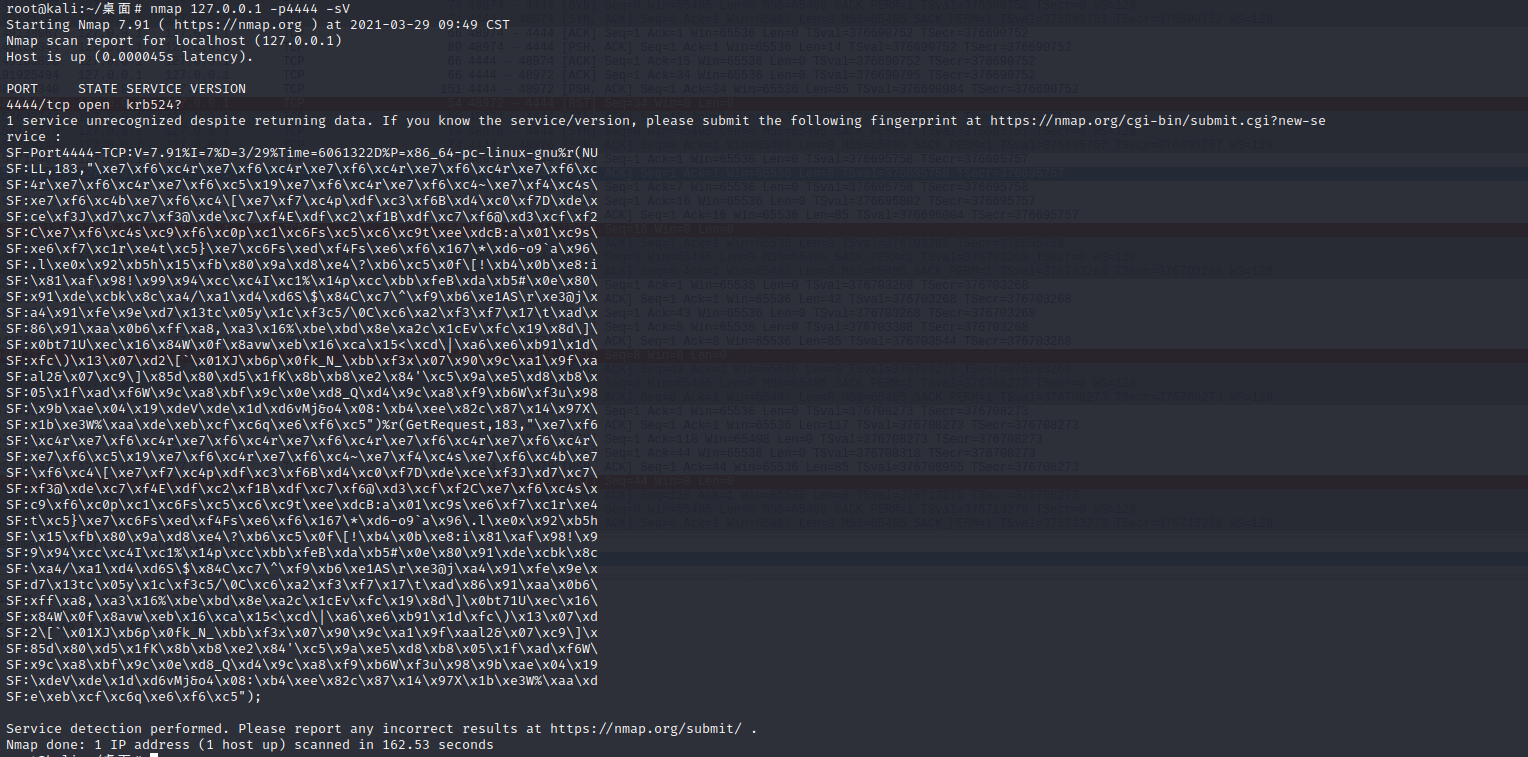 root@kali:~/桌面# nmap 127.0.0.1 -p4444 -sV
Starting Nmap 7.91 ( https://nmap.org ) at 2021-03-29 09:49 CST
Nmap scan report for localhost (127.0.0.1)
Host is up (0.000045s latency).
PORT     STATE SERVICE VERSION
4444/tcp open  krb524?
1 service unrecognized despite returning data. If you know the service/version, please submit the following fingerprint at https://nmap.org/cgi-bin/submit.cgi?new-se
rvice :
SF-Port4444-TCP:V=7.91%I=7%D=3/29%Time=6061322D%P=x86_64-pc-linux-gnu%r(NU
SF:LL,183,"\xe7\xf6\xc4r\xe7\xf6\xc4r\xe7\xf6\xc4r\xe7\xf6\xc4r\xe7\xf6\xc
SF:4r\xe7\xf6\xc4r\xe7\xf6\xc5\x19\xe7\xf6\xc4r\xe7\xf6\xc4~\xe7\xf4\xc4s\
SF:xe7\xf6\xc4b\xe7\xf6\xc4\[\xe7\xf7\xc4p\xdf\xc3\xf6B\xd4\xc0\xf7D\xde\x
SF:ce\xf3J\xd7\xc7\xf3@\xde\xc7\xf4E\xdf\xc2\xf1B\xdf\xc7\xf6@\xd3\xcf\xf2
SF:C\xe7\xf6\xc4s\xc9\xf6\xc0p\xc1\xc6Fs\xc5\xc6\xc9t\xee\xdcB:a\x01\xc9s\
SF:xe6\xf7\xc1r\xe4t\xc5}\xe7\xc6Fs\xed\xf4Fs\xe6\xf6\x167\*\xd6-o9`a\x96\
SF:.l\xe0x\x92\xb5h\x15\xfb\x80\x9a\xd8\xe4\?\xb6\xc5\x0f\[!\xb4\x0b\xe8:i
SF:\x81\xaf\x98!\x99\x94\xcc\xc4I\xc1%\x14p\xcc\xbb\xfeB\xda\xb5#\x0e\x80\
SF:x91\xde\xcbk\x8c\xa4/\xa1\xd4\xd6S\$\x84C\xc7\^\xf9\xb6\xe1AS\r\xe3@j\x
SF:a4\x91\xfe\x9e\xd7\x13tc\x05y\x1c\xf3c5/\0C\xc6\xa2\xf3\xf7\x17\t\xad\x
SF:86\x91\xaa\x0b6\xff\xa8,\xa3\x16%\xbe\xbd\x8e\xa2c\x1cEv\xfc\x19\x8d\]\
SF:x0bt71U\xec\x16\x84W\x0f\x8avw\xeb\x16\xca\x15<\xcd\|\xa6\xe6\xb91\x1d\
SF:xfc\)\x13\x07\xd2\[`\x01XJ\xb6p\x0fk_N_\xbb\xf3x\x07\x90\x9c\xa1\x9f\xa
SF:al2&\x07\xc9\]\x85d\x80\xd5\x1fK\x8b\xb8\xe2\x84'\xc5\x9a\xe5\xd8\xb8\x
SF:05\x1f\xad\xf6W\x9c\xa8\xbf\x9c\x0e\xd8_Q\xd4\x9c\xa8\xf9\xb6W\xf3u\x98
SF:\x9b\xae\x04\x19\xdeV\xde\x1d\xd6vMj&o4\x08:\xb4\xee\x82c\x87\x14\x97X\
SF:x1b\xe3W%\xaa\xde\xeb\xcf\xc6q\xe6\xf6\xc5")%r(GetRequest,183,"\xe7\xf6
SF:\xc4r\xe7\xf6\xc4r\xe7\xf6\xc4r\xe7\xf6\xc4r\xe7\xf6\xc4r\xe7\xf6\xc4r\
SF:xe7\xf6\xc5\x19\xe7\xf6\xc4r\xe7\xf6\xc4~\xe7\xf4\xc4s\xe7\xf6\xc4b\xe7
SF:\xf6\xc4\[\xe7\xf7\xc4p\xdf\xc3\xf6B\xd4\xc0\xf7D\xde\xce\xf3J\xd7\xc7\
SF:xf3@\xde\xc7\xf4E\xdf\xc2\xf1B\xdf\xc7\xf6@\xd3\xcf\xf2C\xe7\xf6\xc4s\x
SF:c9\xf6\xc0p\xc1\xc6Fs\xc5\xc6\xc9t\xee\xdcB:a\x01\xc9s\xe6\xf7\xc1r\xe4
SF:t\xc5}\xe7\xc6Fs\xed\xf4Fs\xe6\xf6\x167\*\xd6-o9`a\x96\.l\xe0x\x92\xb5h
SF:\x15\xfb\x80\x9a\xd8\xe4\?\xb6\xc5\x0f\[!\xb4\x0b\xe8:i\x81\xaf\x98!\x9
SF:9\x94\xcc\xc4I\xc1%\x14p\xcc\xbb\xfeB\xda\xb5#\x0e\x80\x91\xde\xcbk\x8c
SF:\xa4/\xa1\xd4\xd6S\$\x84C\xc7\^\xf9\xb6\xe1AS\r\xe3@j\xa4\x91\xfe\x9e\x
SF:d7\x13tc\x05y\x1c\xf3c5/\0C\xc6\xa2\xf3\xf7\x17\t\xad\x86\x91\xaa\x0b6\
SF:xff\xa8,\xa3\x16%\xbe\xbd\x8e\xa2c\x1cEv\xfc\x19\x8d\]\x0bt71U\xec\x16\
SF:x84W\x0f\x8avw\xeb\x16\xca\x15<\xcd\|\xa6\xe6\xb91\x1d\xfc\)\x13\x07\xd
SF:2\[`\x01XJ\xb6p\x0fk_N_\xbb\xf3x\x07\x90\x9c\xa1\x9f\xaal2&\x07\xc9\]\x
SF:85d\x80\xd5\x1fK\x8b\xb8\xe2\x84'\xc5\x9a\xe5\xd8\xb8\x05\x1f\xad\xf6W\
SF:x9c\xa8\xbf\x9c\x0e\xd8_Q\xd4\x9c\xa8\xf9\xb6W\xf3u\x98\x9b\xae\x04\x19
SF:\xdeV\xde\x1d\xd6vMj&o4\x08:\xb4\xee\x82c\x87\x14\x97X\x1b\xe3W%\xaa\xd
SF:e\xeb\xcf\xc6q\xe6\xf6\xc5");
Service detection performed. Please report any incorrect results at https://nmap.org/submit/ .
Nmap done: 1 IP address (1 host up) scanned in 162.53 seconds